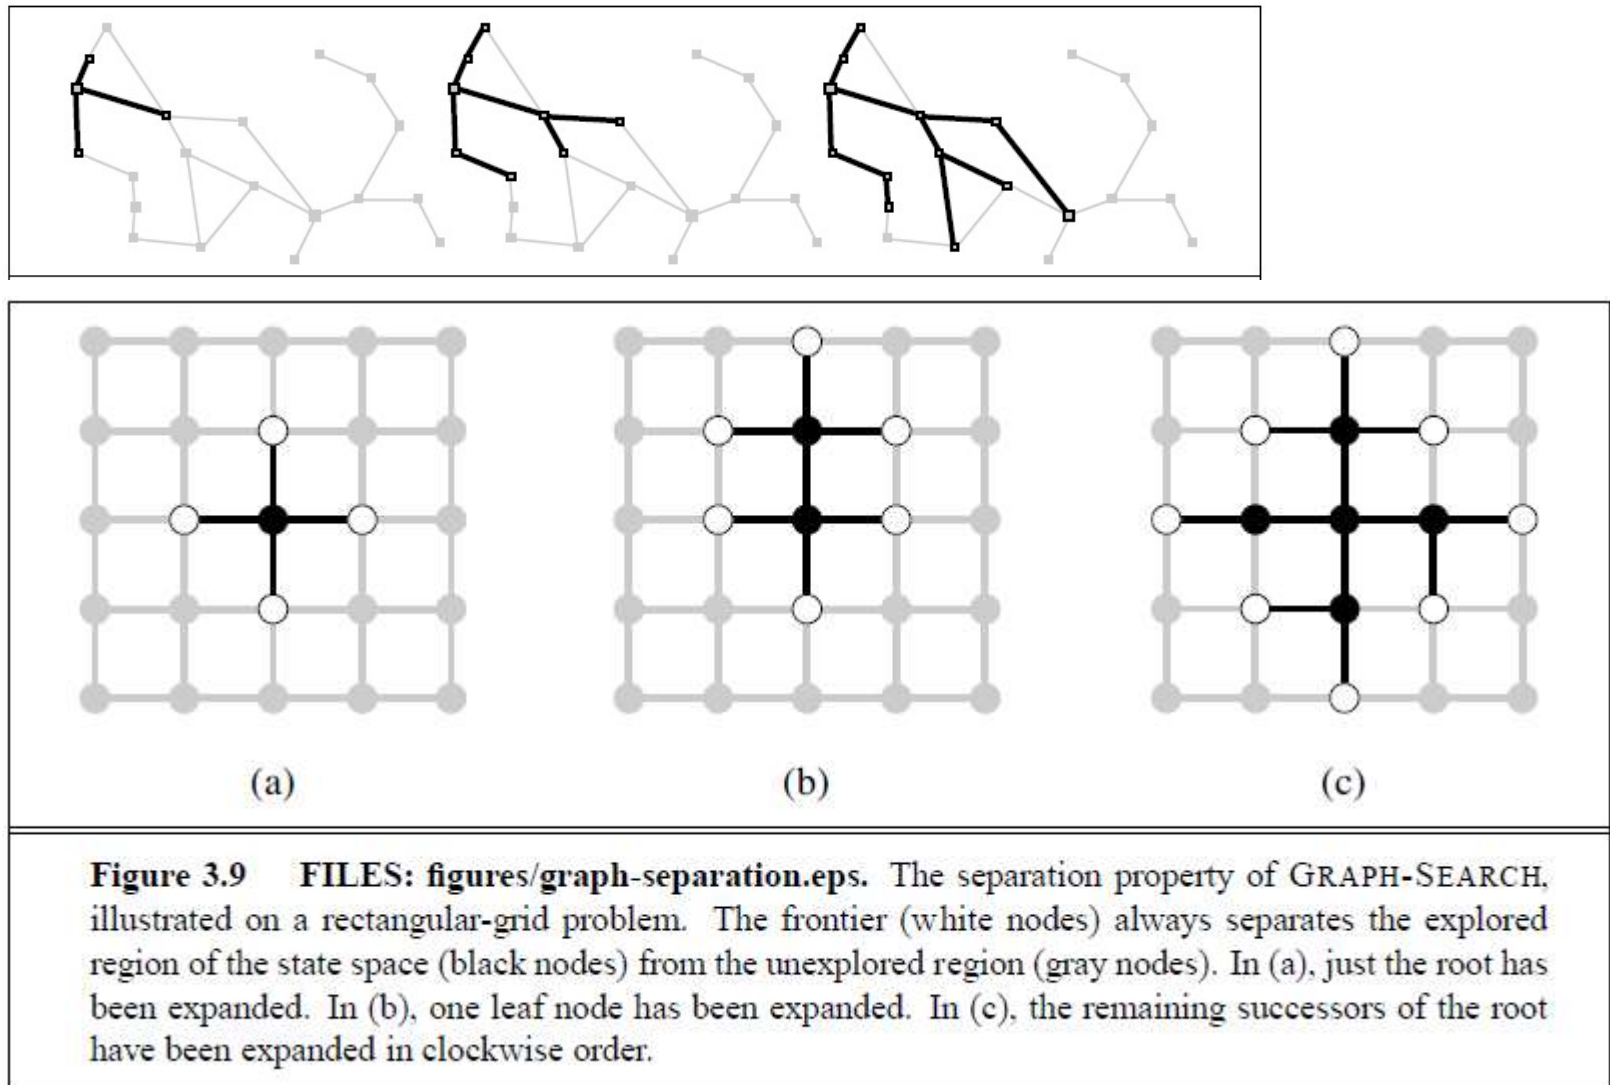 (a) (b) (c)
Figure 3.9 FILES: figures/graph-separation.eps. The separation property of GRAPH-SEARCH,
illustrated on a rectangular-grid problem. The frontier (white nodes) always separates the explored
region of the state space (black nodes) from the unexplored region (gray nodes). In (a), just the root has
been expanded. In (b), one leaf node has been expanded. In (c), the remaining successors of the root
have been expanded in clockwise order.